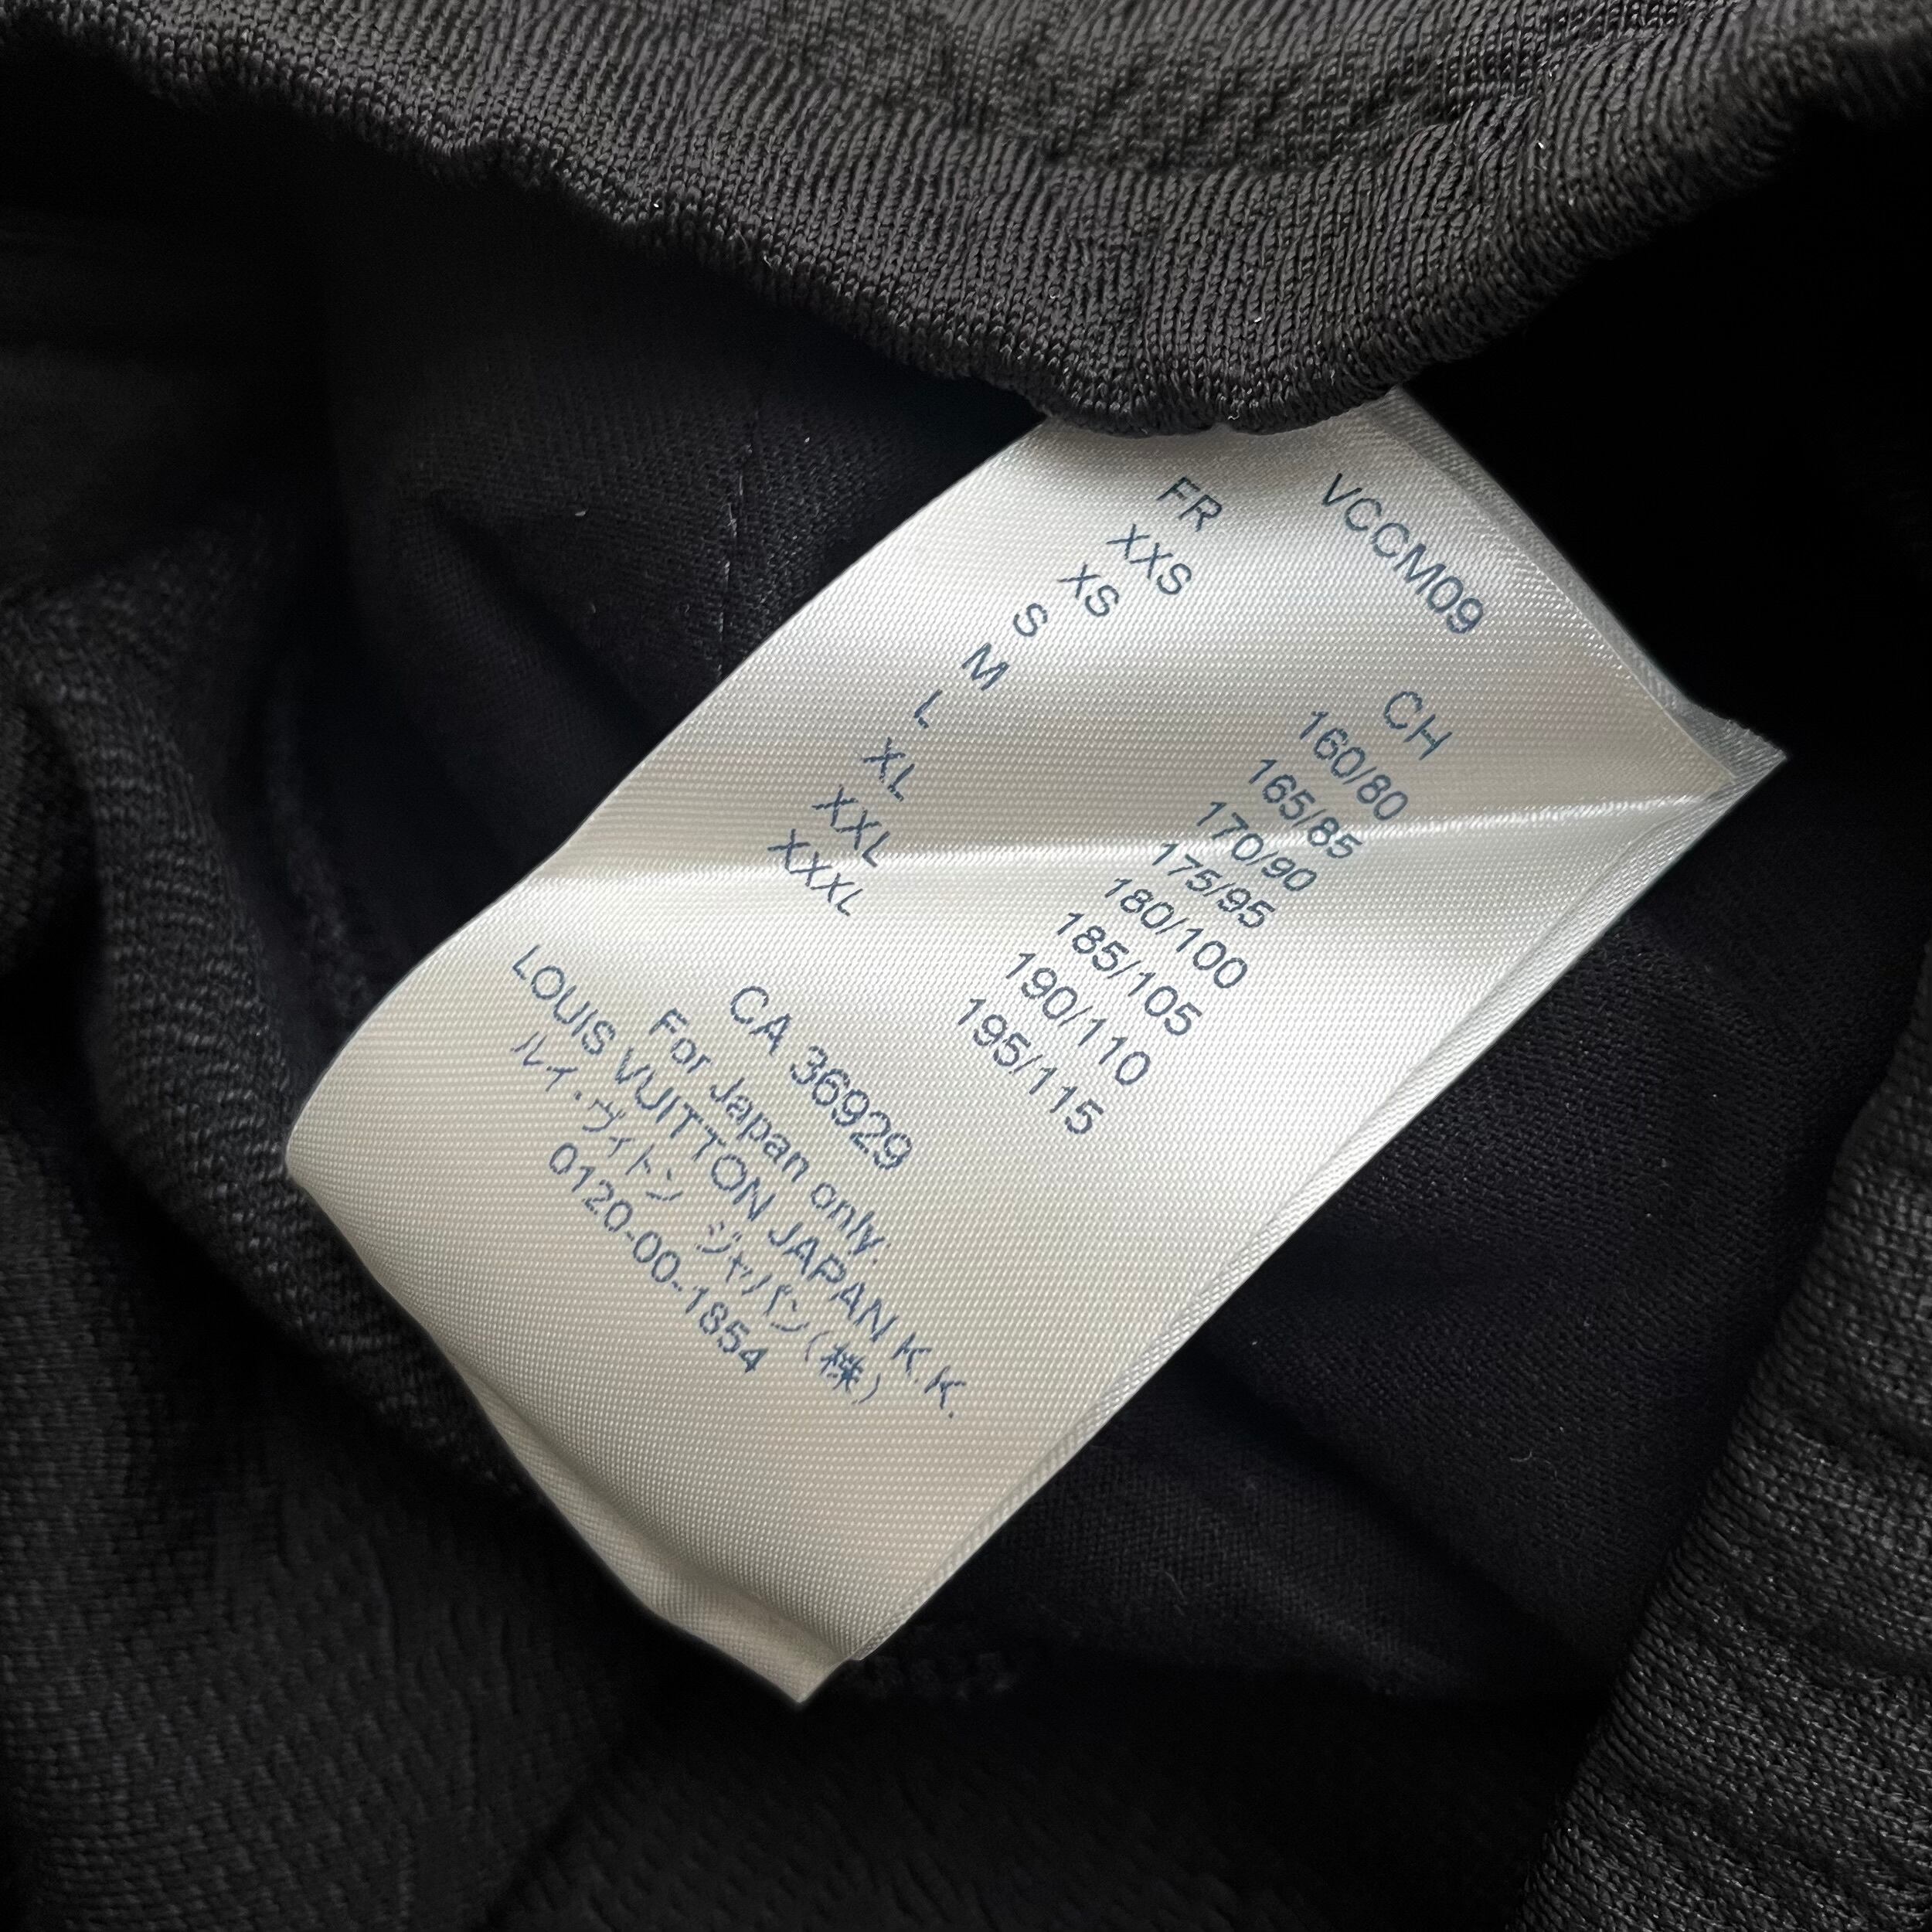 VCCM09
FR CH
XXS 160/80
XS 165/85
S 170/90
M 175/95
L 180/100
XL 185/105
XXL 190/110
XXXL 195/115
CA 36929
For Japan only.
LOUIS VUITTON JAPAN K.K.
ルイ・ヴィトン ジャパン(株)
0120-00-1854